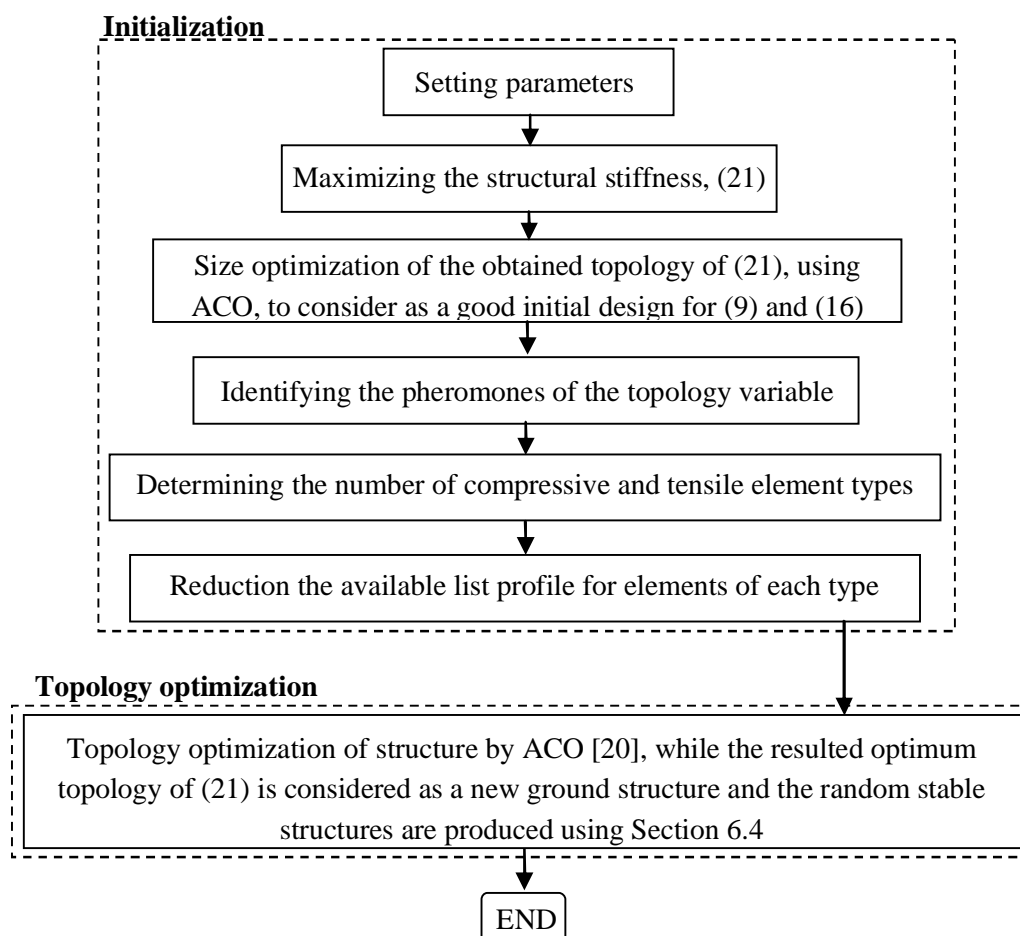 Initialization
Setting parameters
Maximizing the structural stiffness, (21)
Size optimization of the obtained topology of (21), using
ACO, to consider as a good initial design for (9) and (16)
Identifying the pheromones of the topology variable
Determining the number of compressive and tensile element types
Reduction the available list profile for elements of each type
Topology optimization
Topology optimization of structure by ACO [20], while the resulted optimum
topology of (21) is considered as a new ground structure and the random stable
structures are produced using Section 6.4
END